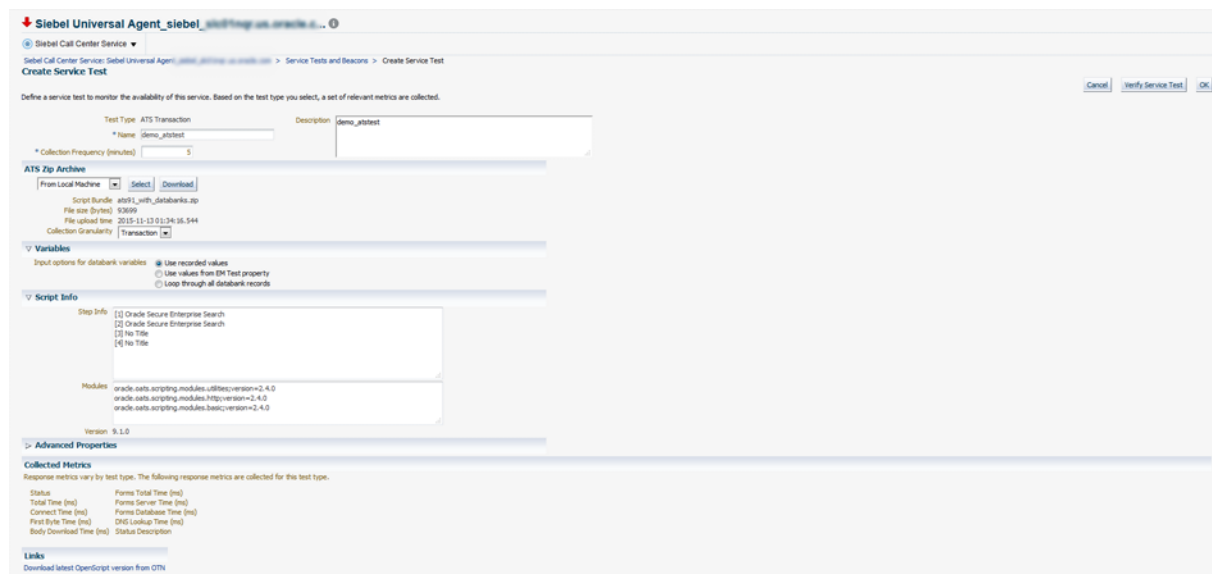 Siebel Universal Agent_siebel_
Siebel Call Center Service
Siebel Call Center Service: Siebel Universal Agent > Service Tests and Beacons > Create Service Test
Create Service Test
Cancel Verify Service Test OK
Define a service test to monitor the availability of this service. Based on the test type you select, a set of relevant metrics are collected.
Test Type ATS Transaction
Description demo_atstest
* Name demo_atstest
* Collection Frequency (minutes) 5
ATS Zip Archive
From Local Machine Select Download
Script Bundle ats91_with_databanks.zip
File size (bytes) 93699
File upload time 2015-11-13 01:34:16.544
Collection Granularity Transaction
Variables
Input options for databank variables Use recorded values
Use values from EM Test property
Loop through all databank records
Script Info
Step Info [1] Oracle Secure Enterprise Search
[2] Oracle Secure Enterprise Search
[3] No Title
[4] No Title
Modules oracle.oats.scripting.modules.utilities;version=2.4.0
oracle.oats.scripting.modules.http;version=2.4.0
oracle.oats.scripting.modules.basic;version=2.4.0
Version 9.1.0
Advanced Properties
Collected Metrics
Response metrics vary by test type. The following response metrics are collected for this test type.
Status Forms Total Time (ms)
Total Time (ms) Forms Server Time (ms)
Connect Time (ms) Forms Database Time (ms)
First Byte Time (ms) DNS Lookup Time (ms)
Body Download Time (ms) Status Description
Links
Download latest OpenScript version from OTN